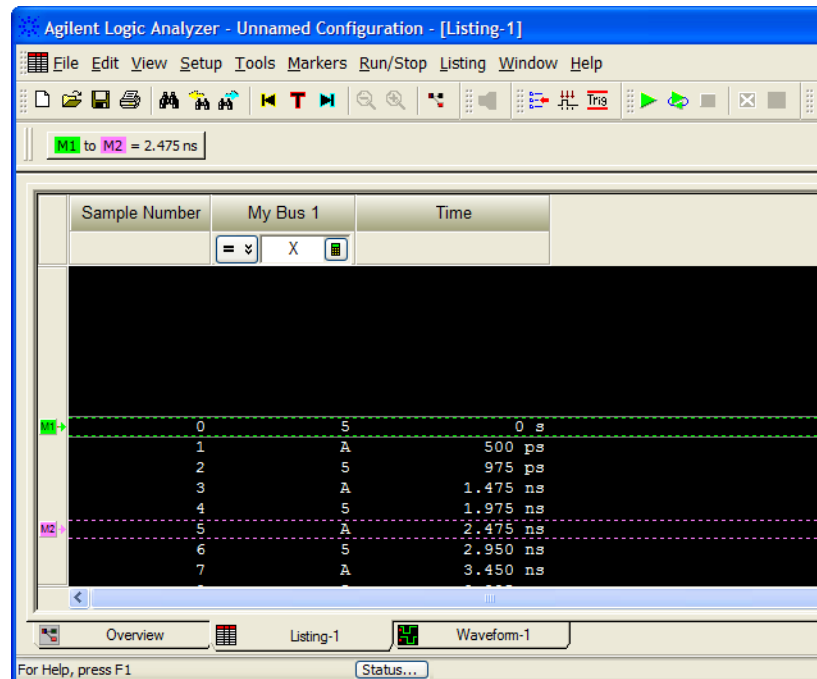 Agilent Logic Analyzer - Unnamed Configuration - [Listing-1]
File Edit View Setup Tools Markers Run/Stop Listing Window Help
T Trig
M1 to M2 = 2.475 ns
Sample Number My Bus 1 Time
= X
M1 0 5 0 s
1 A 500 ps
2 5 975 ps
3 A 1.475 ns
4 5 1.975 ns
M2 5 A 2.475 ns
6 5 2.950 ns
7 A 3.450 ns
Overview Listing-1 Waveform-1
For Help, press F1 Status...